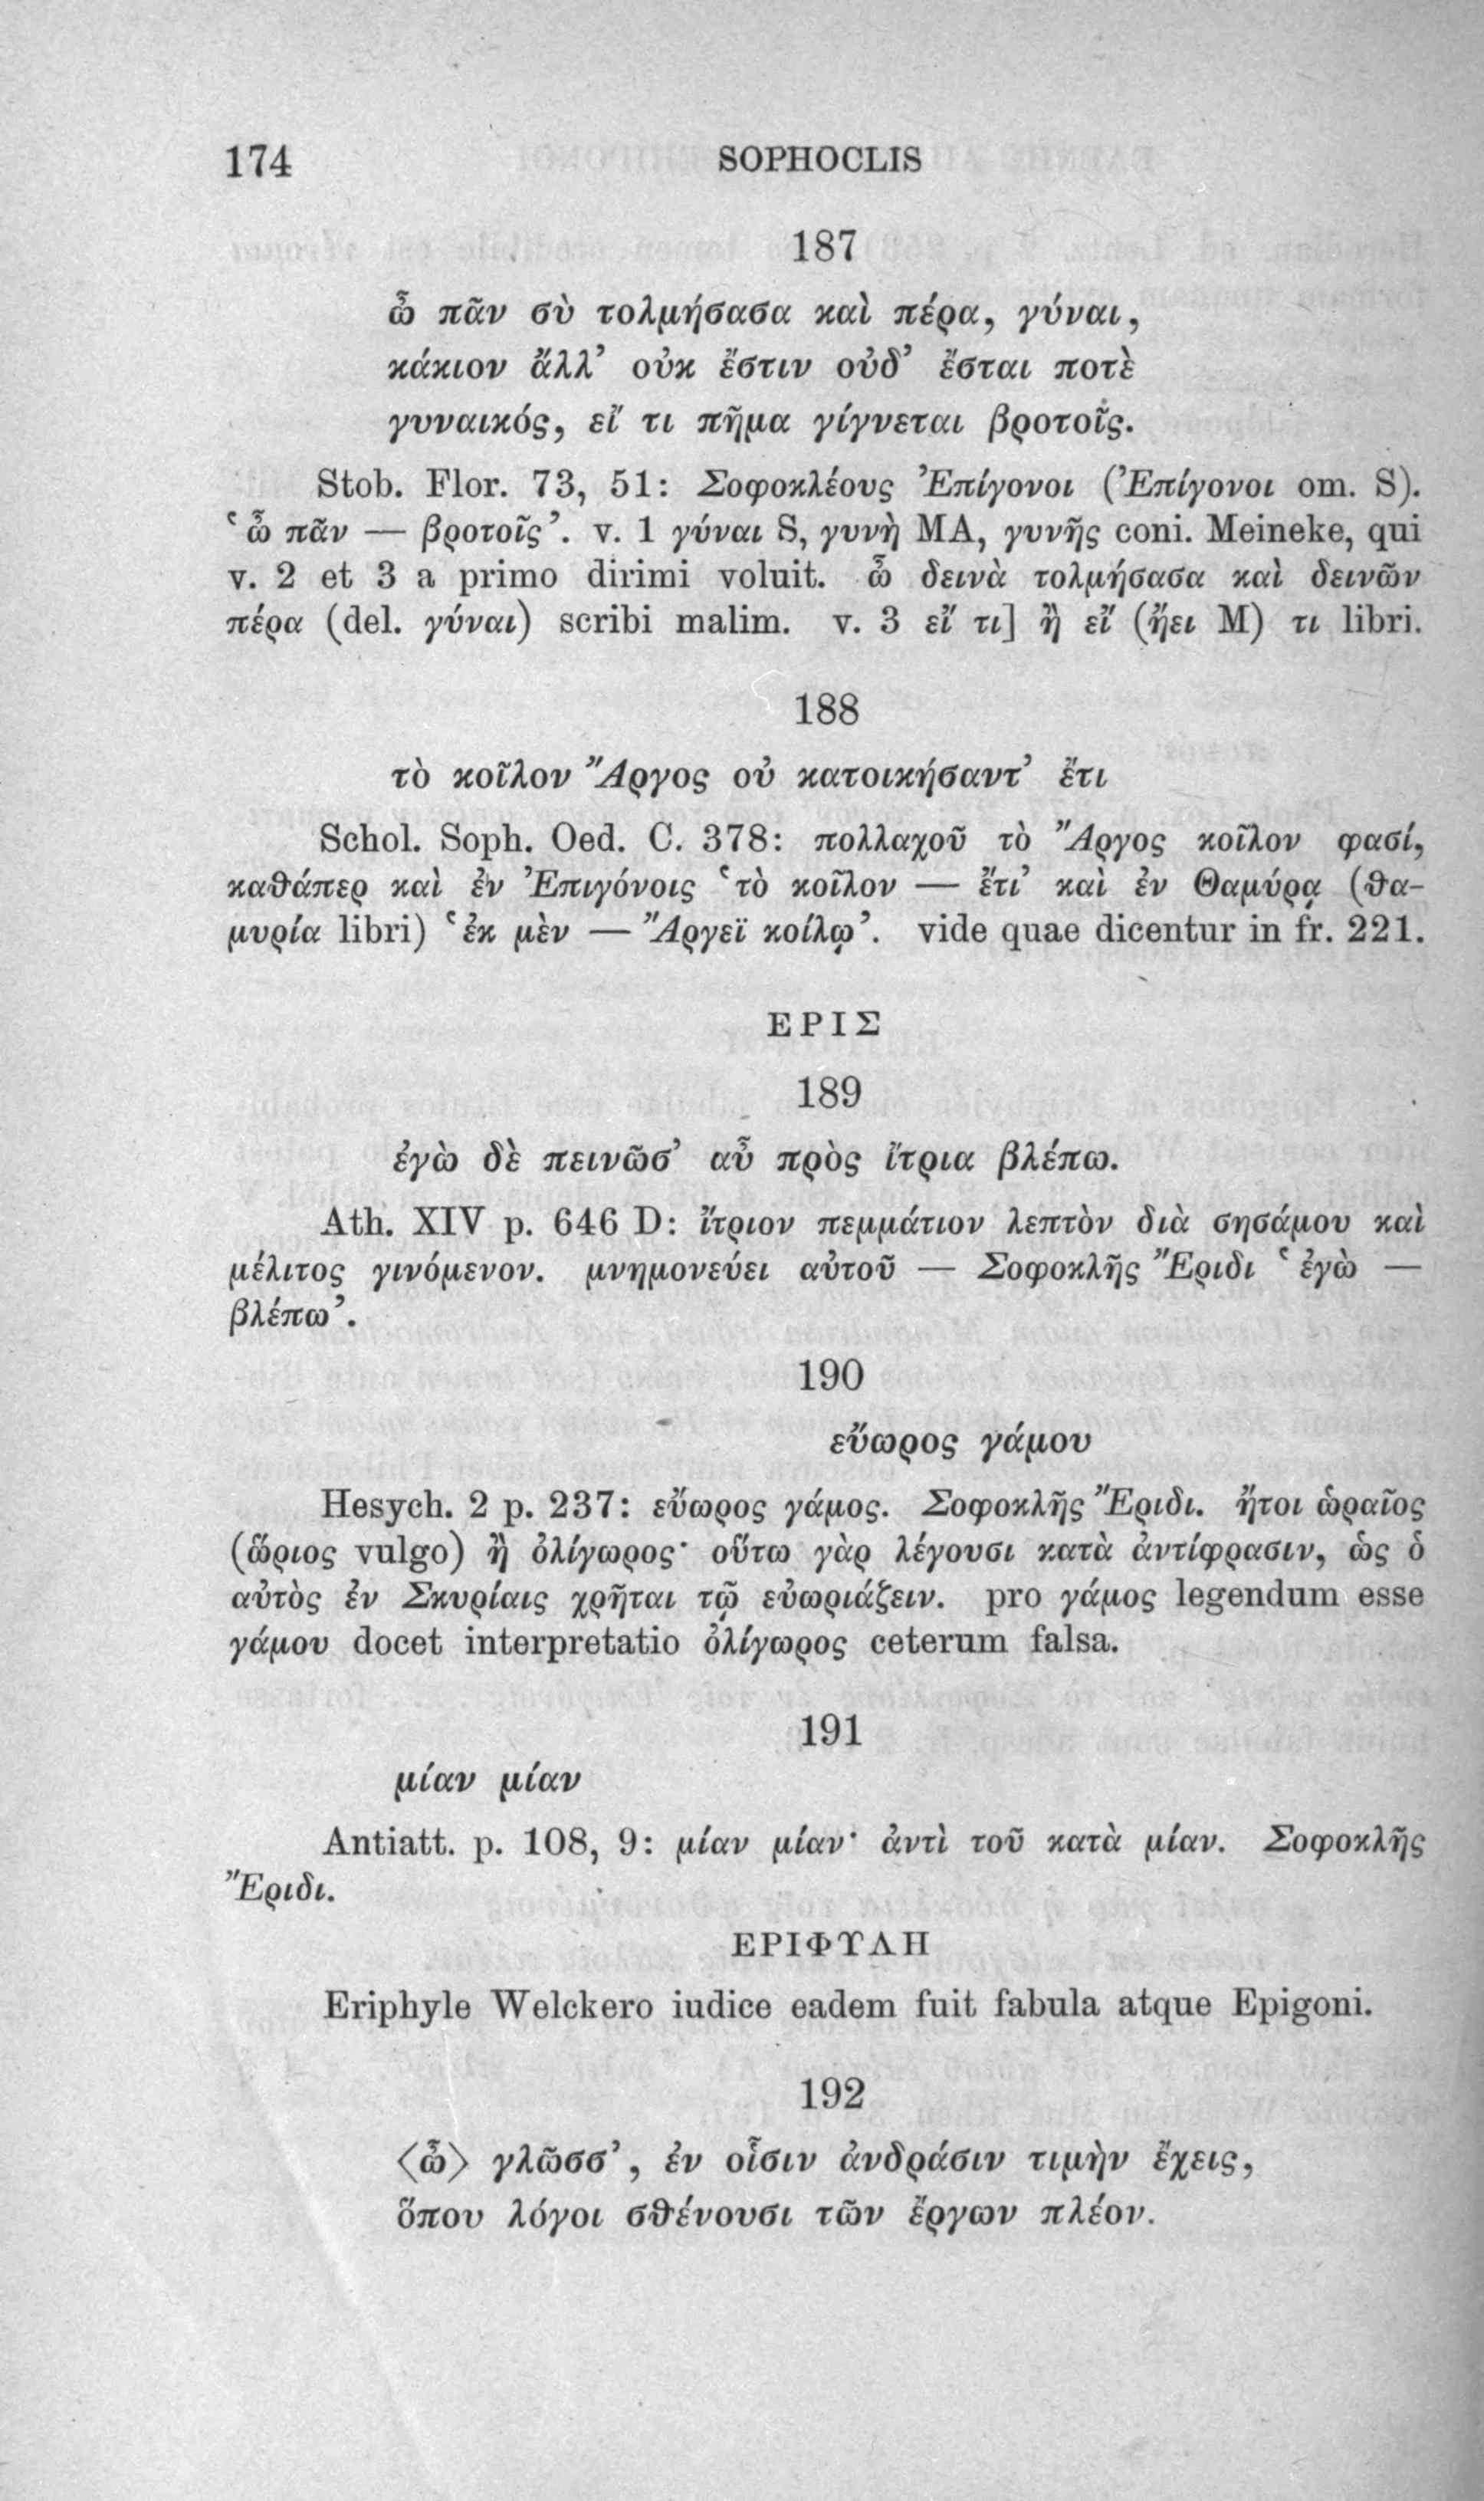 174 SOPHOCLIS
187
ὦ πᾶν σὺ τολμήσασα καὶ πέρα, γύναι,
κάκιον ἄλλ’ οὐκ ἔστιν οὐδ’ ἔσται ποτὲ
γυναικός, εἴ τι πῆμα γίγνεται βροτοῖς.
Stob. Flor. 73, 51: Σοφοκλέους Ἐπίγονοι (Ἐπίγονοι om. S).
‘ὦ πᾶν — βροτοῖς’. v. 1 γύναι S, γυνὴ MA, γυνῆς coni. Meineke, qui
v. 2 et 3 a primo dirimi voluit. ὦ δεινὰ τολμήσασα καὶ δεινῶν
πέρα (del. γύναι) scribi malim. v. 3 εἴ τι] ἢ εἴ (ἤει M) τι libri.
188
τὸ κοῖλον Ἄργος οὐ κατοικήσαντ’ ἔτι
Schol. Soph. Oed. C. 378: πολλαχοῦ τὸ Ἄργος κοῖλον φασί,
καθάπερ καὶ ἐν Ἐπιγόνοις ‘τὸ κοῖλον — ἔτι’ καὶ ἐν Θαμύρᾳ (θα-
μυρία libri) ‘ἐκ μὲν — Ἄργεϊ κοίλῳ’. vide quae dicentur in fr. 221.
ΕΡΙΣ
189
ἐγὼ δὲ πεινῶσ’ αὖ πρὸς ἴτρια βλέπω.
Ath. XIV p. 646 D: ἴτριον πεμμάτιον λεπτὸν διὰ σησάμου καὶ
μέλιτος γινόμενον. μνημονεύει αὐτοῦ — Σοφοκλῆς Ἔριδι ‘ἐγὼ —
βλέπω’.
190
εὔωρος γάμου
Hesych. 2 p. 237: εὔωρος γάμος. Σοφοκλῆς Ἔριδι. ἤτοι ὡραῖος
(ὥριος vulgo) ἢ ὀλίγωρος· οὕτω γὰρ λέγουσι κατὰ ἀντίφρασιν, ὡς ὁ
αὐτὸς ἐν Σκυρίαις χρῆται τῷ εὐωριάζειν. pro γάμος legendum esse
γάμου docet interpretatio ὀλίγωρος ceterum falsa.
191
μίαν μίαν
Antiatt. p. 108, 9: μίαν μίαν· ἀντὶ τοῦ κατὰ μίαν. Σοφοκλῆς
Ἔριδι.
ΕΡΙΦΥΛΗ
Eriphyle Welckero iudice eadem fuit fabula atque Epigoni.
192
⟨ὦ⟩ γλῶσσ’, ἐν οἷσιν ἀνδράσιν τιμὴν ἔχεις,
ὅπου λόγοι σθένουσι τῶν ἔργων πλέον.